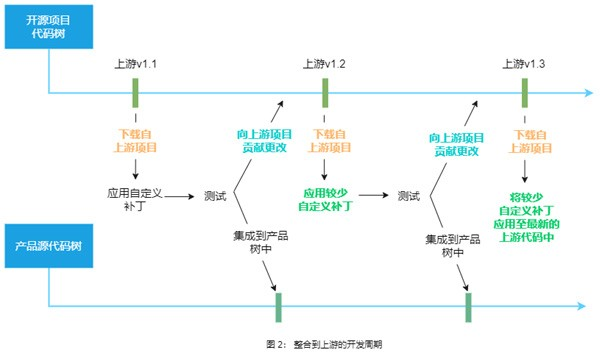 开源项目
代码树
上游v1.1
上游v1.2
上游v1.3
下载自
上游项目
向上游项目
贡献更改
下载自
上游项目
向上游项目
贡献更改
下载自
上游项目
应用自定义
补丁
测试
应用较少
自定义补丁
测试
将较少
自定义补丁
应用至最新的
上游代码中
产品源代码树
集成到产品
树中
集成到产品
树中
图 2： 整合到上游的开发周期